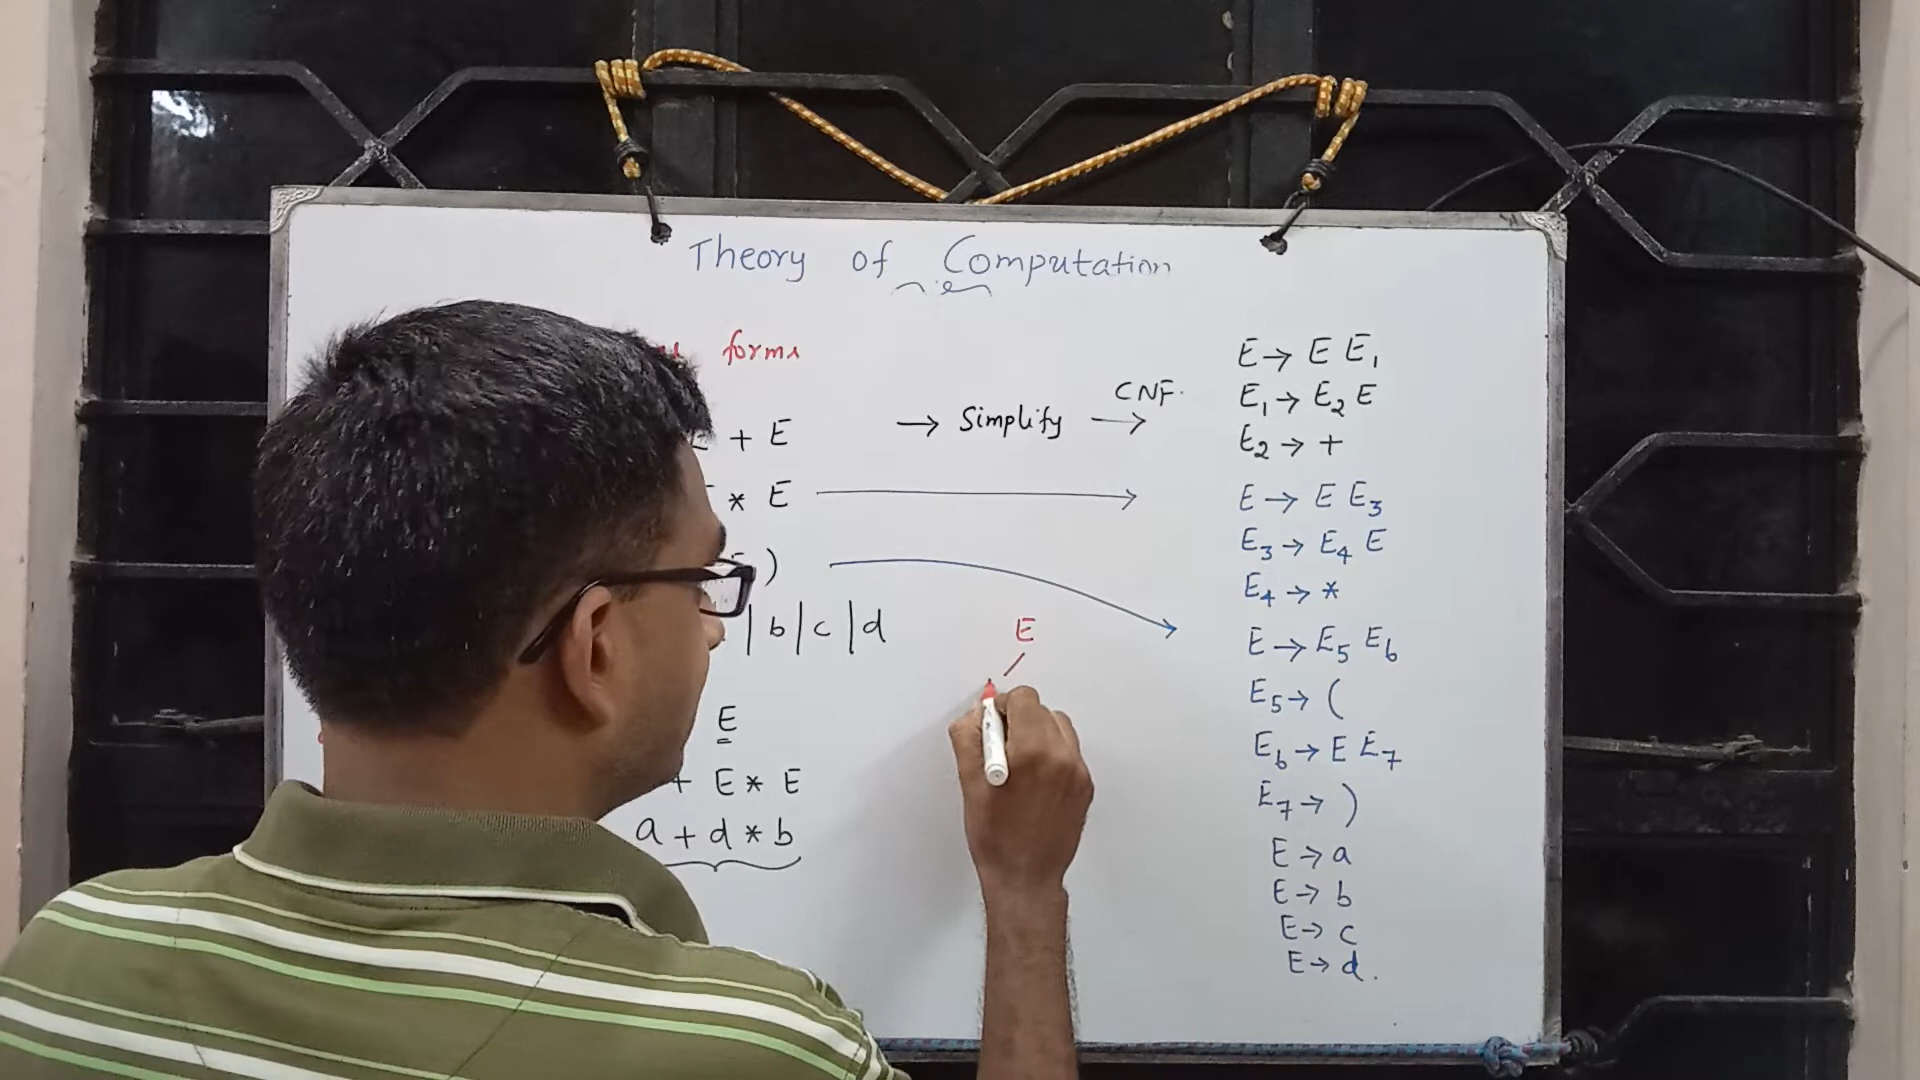 Theory of Computation
forms
+ E
→ Simplify → CNF.
* E
)
| b | c | d
E
E
+ E * E
a + d * b
E → E E₁
E₁ → E₂ E
E₂ → +
E → E E₃
E₃ → E₄ E
E₄ → *
E → E₅ E₆
E₅ → (
E₆ → E E₇
E₇ → )
E → a
E → b
E → c
E → d.